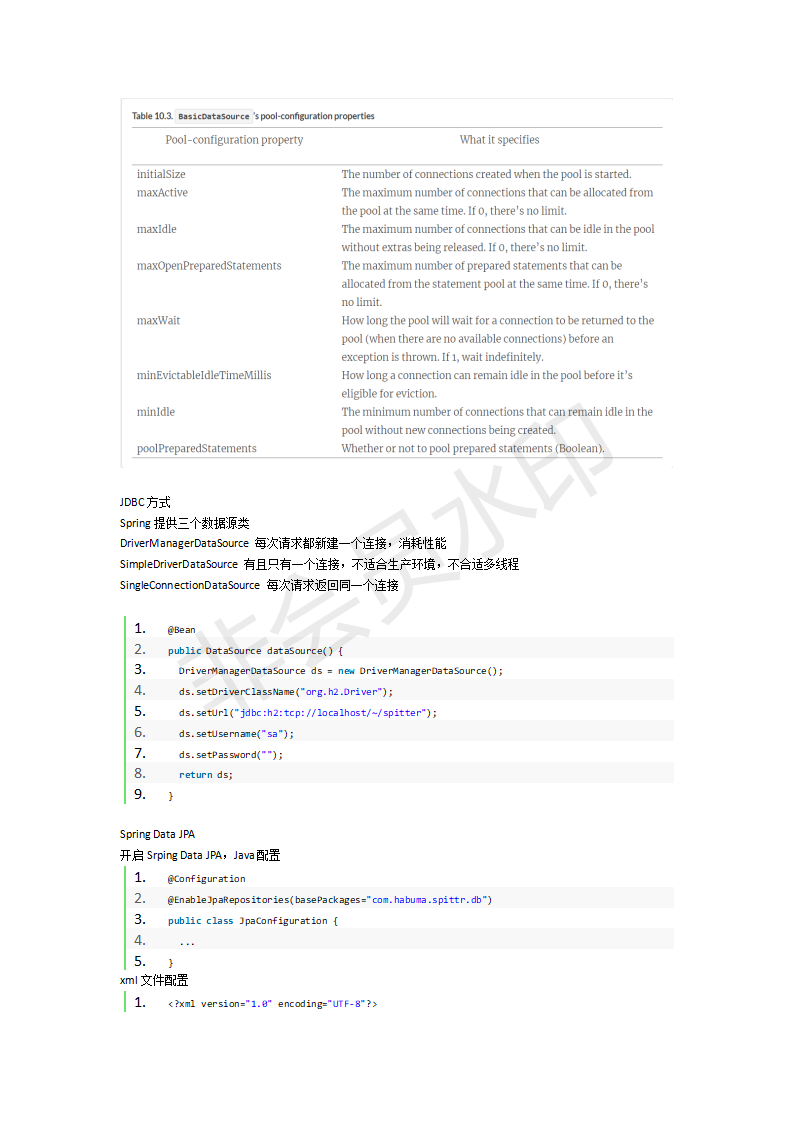 Table 10.3. BasicDataSource's pool-configuration properties
Pool-configuration property What it specifies
initialSize The number of connections created when the pool is started.
maxActive The maximum number of connections that can be allocated from
the pool at the same time. If 0, there's no limit.
maxIdle The maximum number of connections that can be idle in the pool
without extras being released. If 0, there's no limit.
maxOpenPreparedStatements The maximum number of prepared statements that can be
allocated from the statement pool at the same time. If 0, there's
no limit.
maxWait How long the pool will wait for a connection to be returned to the
pool (when there are no available connections) before an
exception is thrown. If 1, wait indefinitely.
minEvictableIdleTimeMillis How long a connection can remain idle in the pool before it's
eligible for eviction.
minIdle The minimum number of connections that can remain idle in the
pool without new connections being created.
poolPreparedStatements Whether or not to pool prepared statements (Boolean).
非会员水印
JDBC 方式
Spring 提供三个数据源类
DriverManagerDataSource 每次请求都新建一个连接，消耗性能
SimpleDriverDataSource 有且只有一个连接，不适合生产环境，不合适多线程
SingleConnectionDataSource 每次请求返回同一个连接
1. @Bean
2. public DataSource dataSource() {
3. DriverManagerDataSource ds = new DriverManagerDataSource();
4. ds.setDriverClassName("org.h2.Driver");
5. ds.setUrl("jdbc:h2:tcp://localhost/~/spitter");
6. ds.setUsername("sa");
7. ds.setPassword("");
8. return ds;
9. }
Spring Data JPA
开启 Srping Data JPA，Java 配置
1. @Configuration
2. @EnableJpaRepositories(basePackages="com.habuma.spittr.db")
3. public class JpaConfiguration {
4. ...
5. }
xml 文件配置
1. <?xml version="1.0" encoding="UTF-8"?>